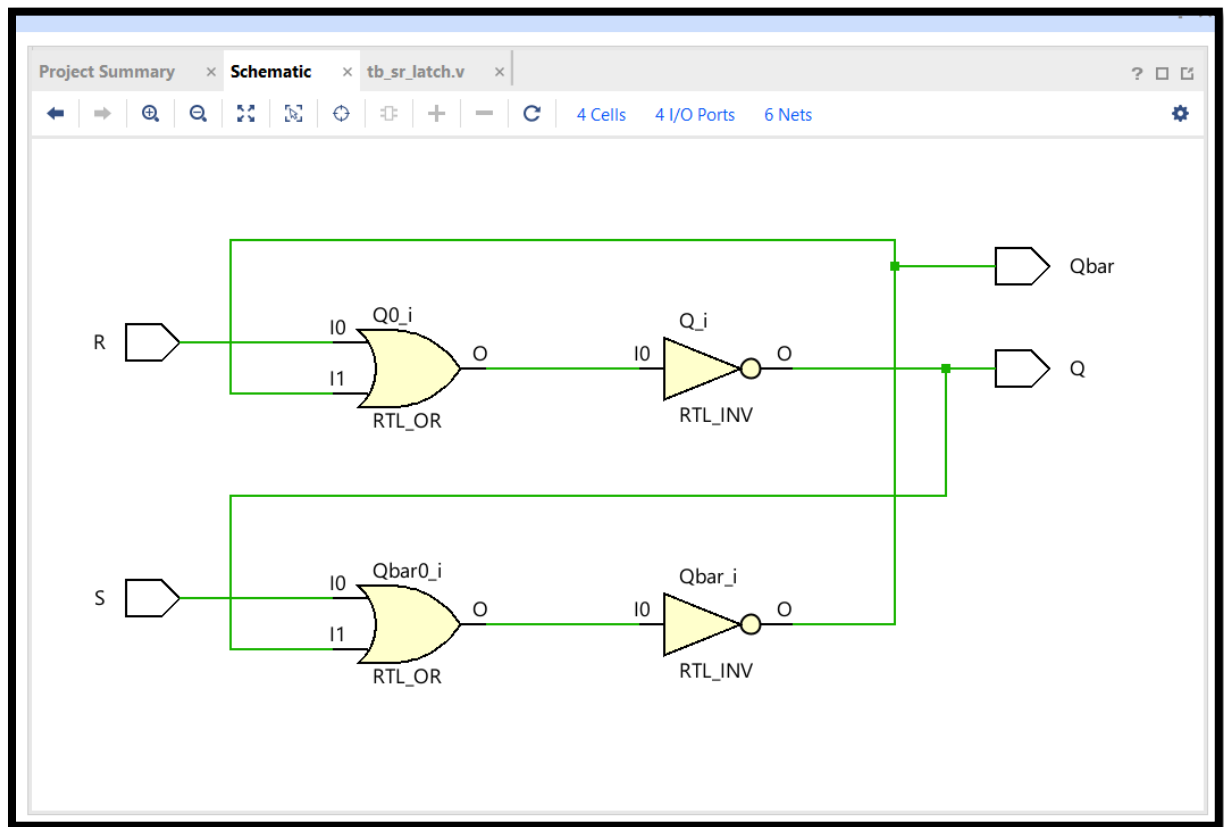 Project Summary × Schematic × tb_sr_latch.v × ?
4 Cells 4 I/O Ports 6 Nets
Qbar
Q0_i
Q_i
R
I0
O
I0
O
Q
I1
RTL_OR
RTL_INV
Qbar0_i
Qbar_i
S
I0
O
I0
O
I1
RTL_OR
RTL_INV